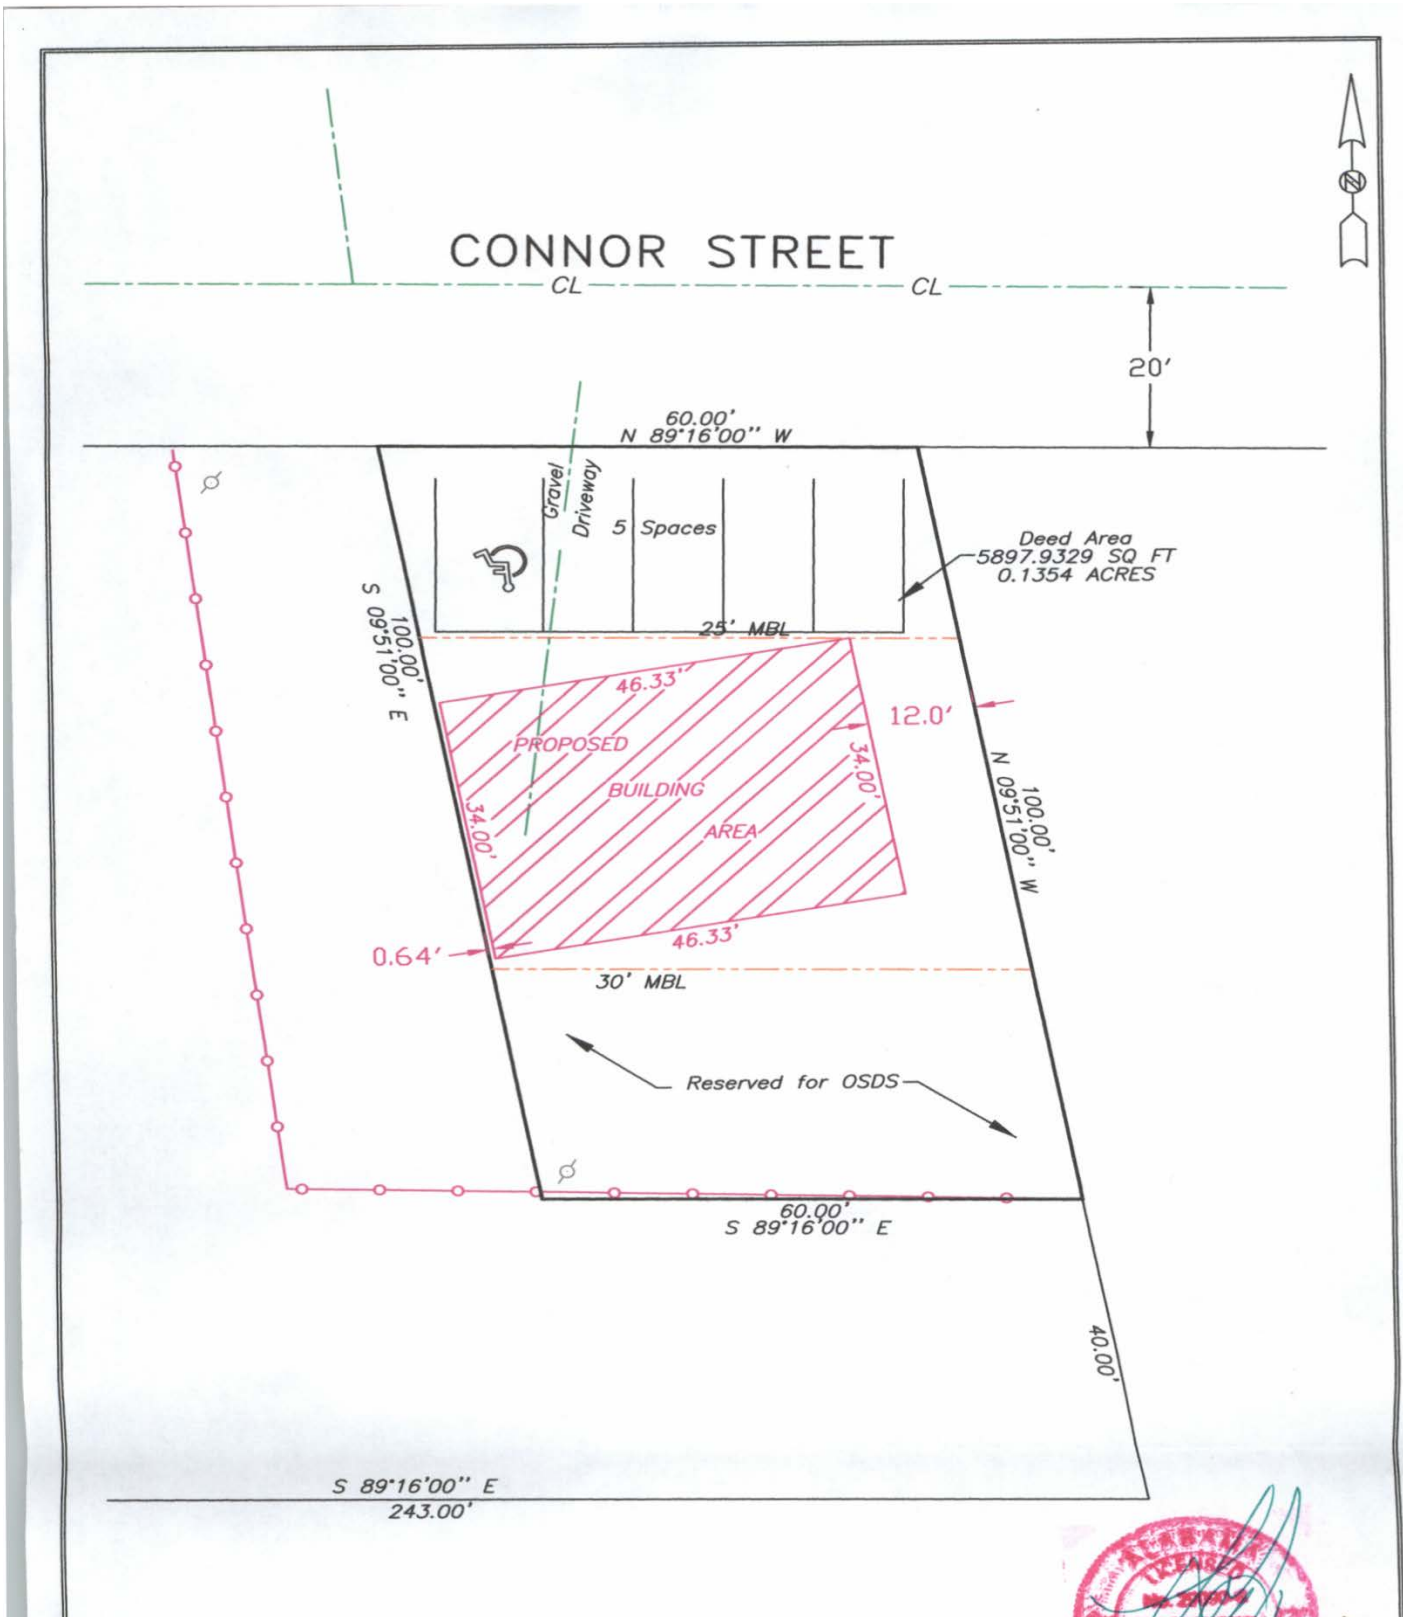 N
CONNOR STREET
CL
CL
20'
60.00'
N 89°16'00" W
Gravel
Driveway
5 Spaces
Deed Area
5897.9329 SQ FT
0.1354 ACRES
100.00'
S 09°51'00" E
25' MBL
46.33'
12.0'
PROPOSED
BUILDING
AREA
34.00'
34.00'
100.00'
N 09°51'00" W
0.64'
46.33'
30' MBL
Reserved for OSDS
60.00'
S 89°16'00" E
40.00'
S 89°16'00" E
243.00'
ALABAMA
LICENSED